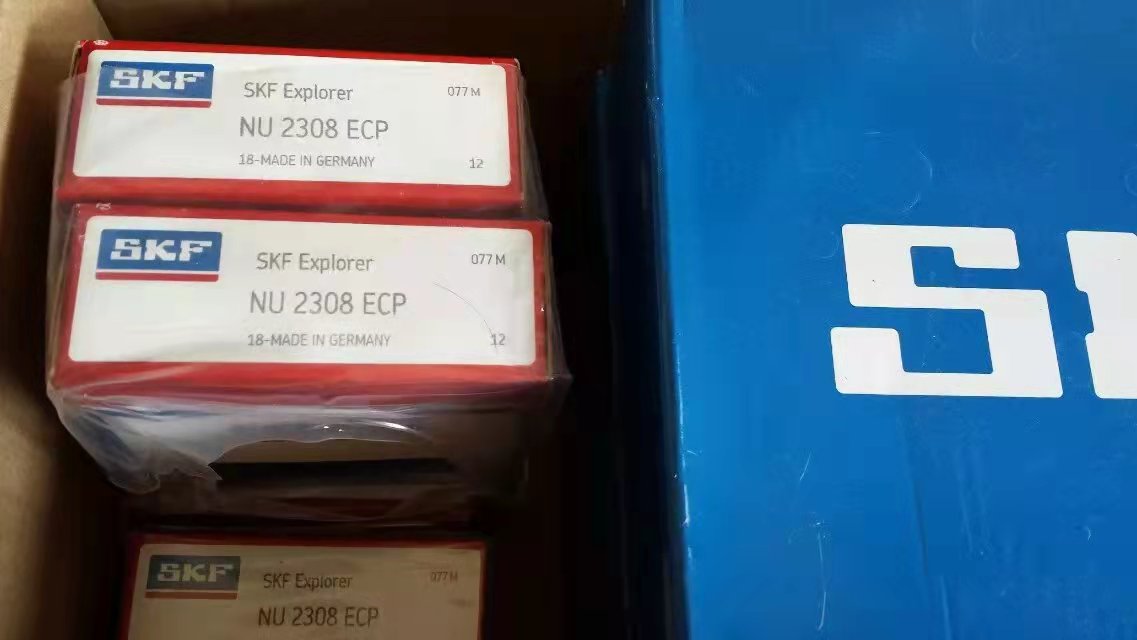 SKF
SKF Explorer 077 M
NU 2308 ECP
18-MADE IN GERMANY 12
SKF
SKF Explorer 077 M
NU 2308 ECP
18-MADE IN GERMANY 12
SKF
SKF Explorer 077 M
NU 2308 ECP
S